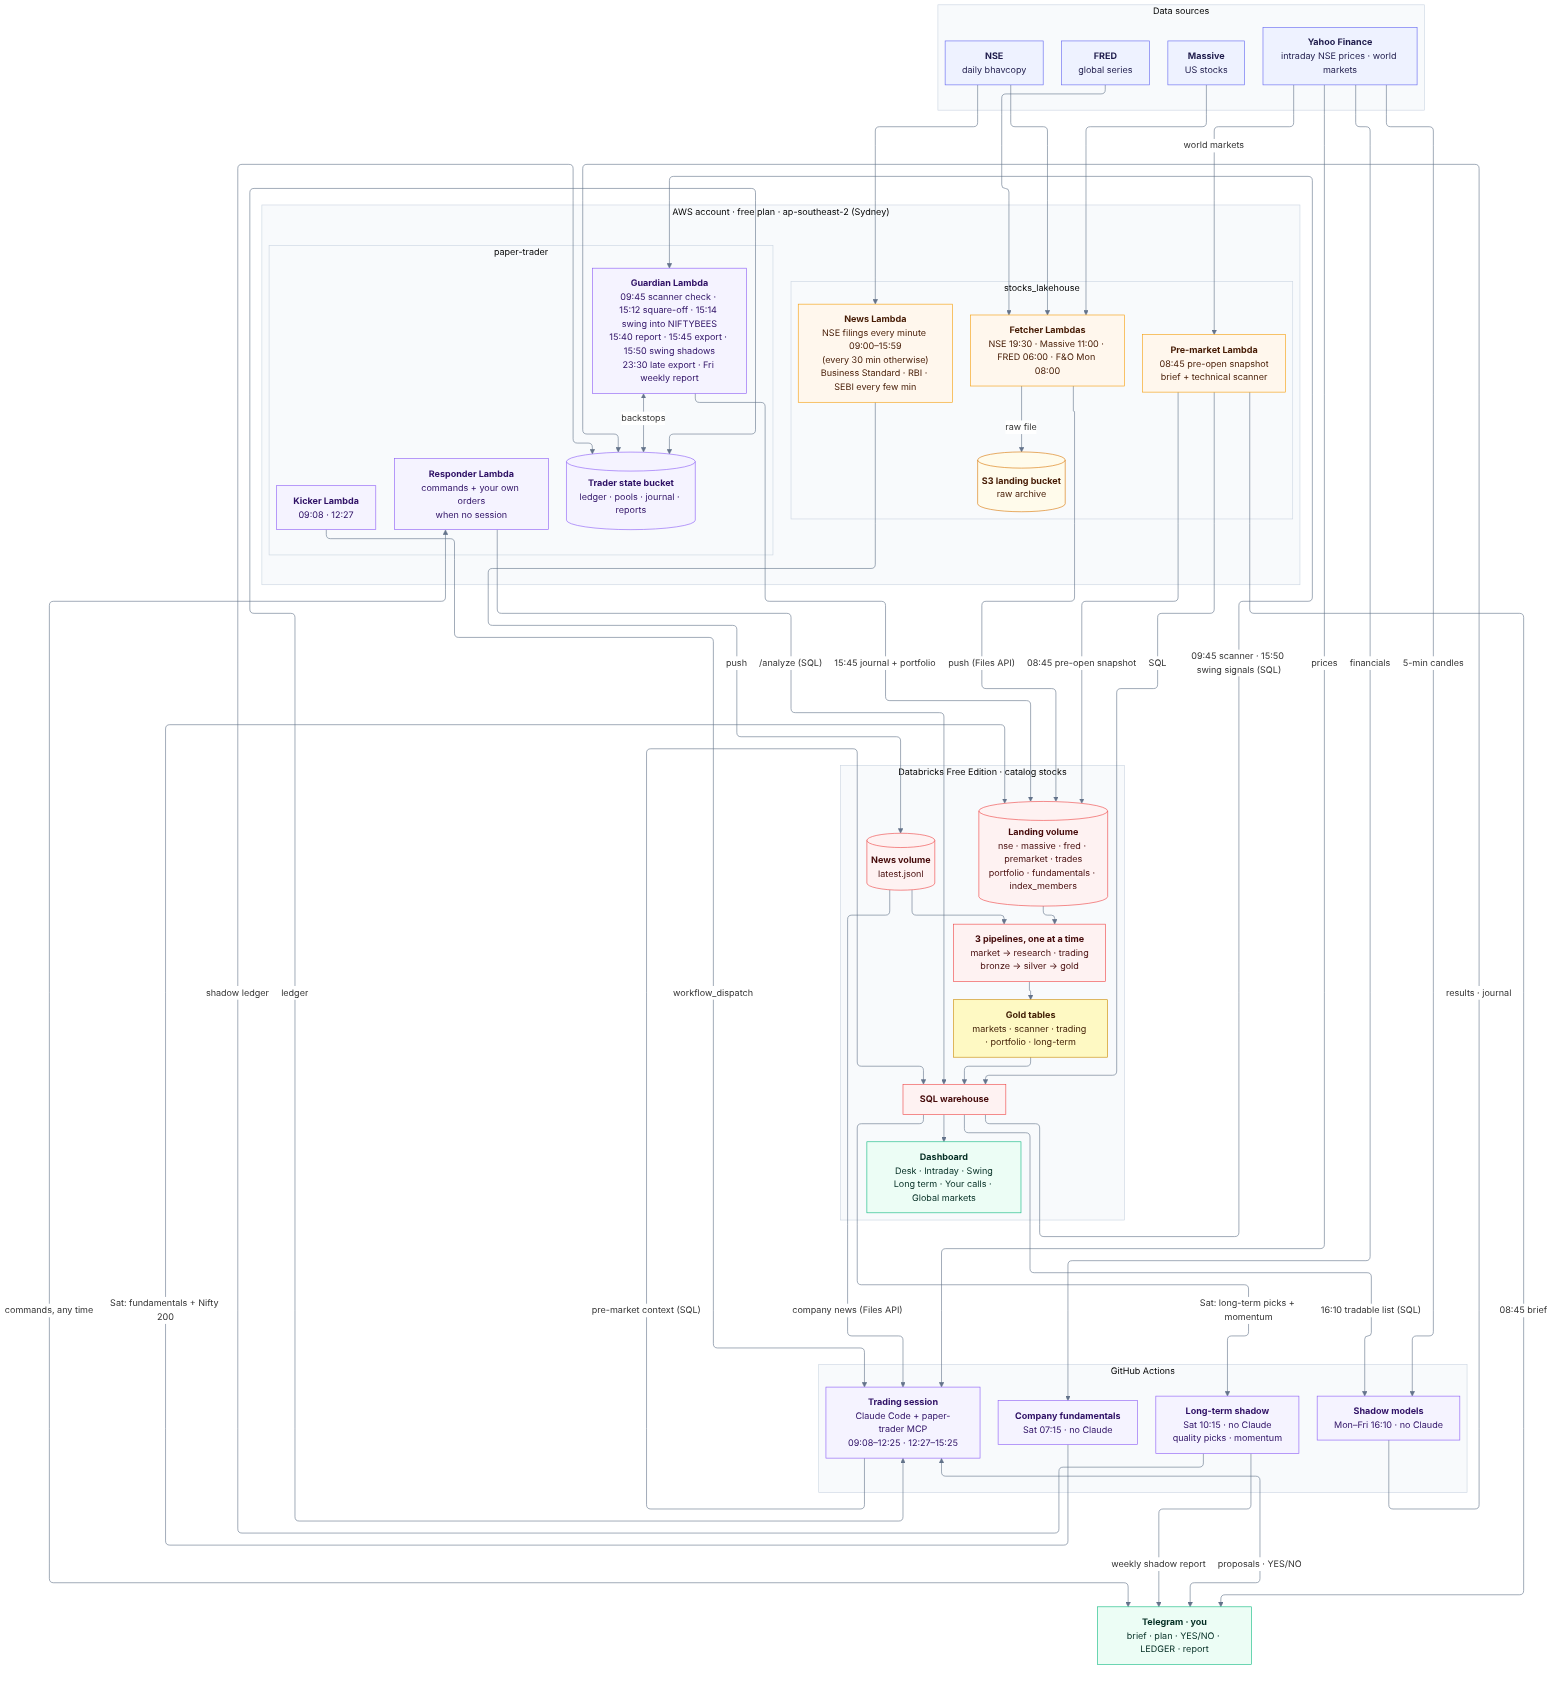 Data sources
NSE
daily bhavcopy
FRED
global series
Massive
US stocks
Yahoo Finance
intraday NSE prices · world
markets
world markets
AWS account · free plan · ap-southeast-2 (Sydney)
paper-trader
Guardian Lambda
09:45 scanner check ·
15:12 square-off · 15:14
swing into NIFTYBEES
15:40 report · 15:45 export ·
15:50 swing shadows
23:30 late export · Fri
weekly report
backstops
Kicker Lambda
09:08 · 12:27
Responder Lambda
commands + your own
orders
when no session
Trader state bucket
ledger · pools · journal ·
reports
stocks_lakehouse
News Lambda
NSE filings every minute
09:00–15:59
(every 30 min otherwise)
Business Standard · RBI ·
SEBI every few min
Fetcher Lambdas
NSE 19:30 · Massive 11:00 ·
FRED 06:00 · F&O Mon
08:00
Pre-market Lambda
08:45 pre-open snapshot
brief + technical scanner
raw file
S3 landing bucket
raw archive
push
/analyze (SQL)
15:45 journal + portfolio
push (Files API)
08:45 pre-open snapshot
SQL
09:45 scanner · 15:50
swing signals (SQL)
prices
financials
5-min candles
Databricks Free Edition · catalog stocks
News volume
latest.jsonl
Landing volume
nse · massive · fred ·
premarket · trades
portfolio · fundamentals ·
index_members
3 pipelines, one at a time
market → research · trading
bronze → silver → gold
Gold tables
markets · scanner · trading
· portfolio · long-term
SQL warehouse
Dashboard
Desk · Intraday · Swing
Long term · Your calls ·
Global markets
shadow ledger
ledger
workflow_dispatch
results · journal
commands, any time
Sat: fundamentals + Nifty
200
pre-market context (SQL)
company news (Files API)
Sat: long-term picks +
momentum
16:10 tradable list (SQL)
08:45 brief
GitHub Actions
Trading session
Claude Code + paper-
trader MCP
09:08–12:25 · 12:27–15:25
Company fundamentals
Sat 07:15 · no Claude
Long-term shadow
Sat 10:15 · no Claude
quality picks · momentum
Shadow models
Mon–Fri 16:10 · no Claude
weekly shadow report
proposals · YES/NO
Telegram · you
brief · plan · YES/NO ·
LEDGER · report